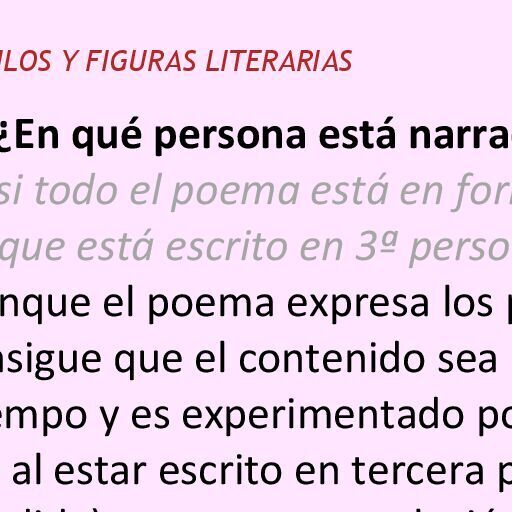 ILOS Y FIGURAS LITERARIAS
¿En qué persona está narra
si todo el poema está en for
que está escrito en 3ª perso
nque el poema expresa los p
nsigue que el contenido sea
empo y es experimentado po
al estar escrito en tercera p